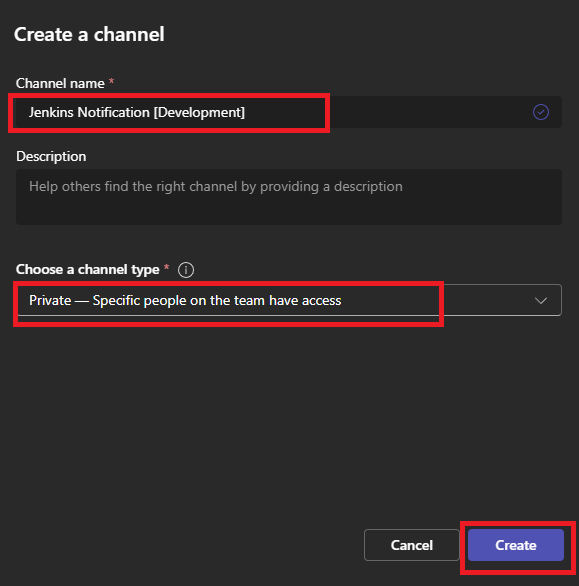 Create a channel
Channel name *
Jenkins Notification [Development]
Description
Help others find the right channel by providing a description
Choose a channel type *
Private — Specific people on the team have access
Cancel
Create